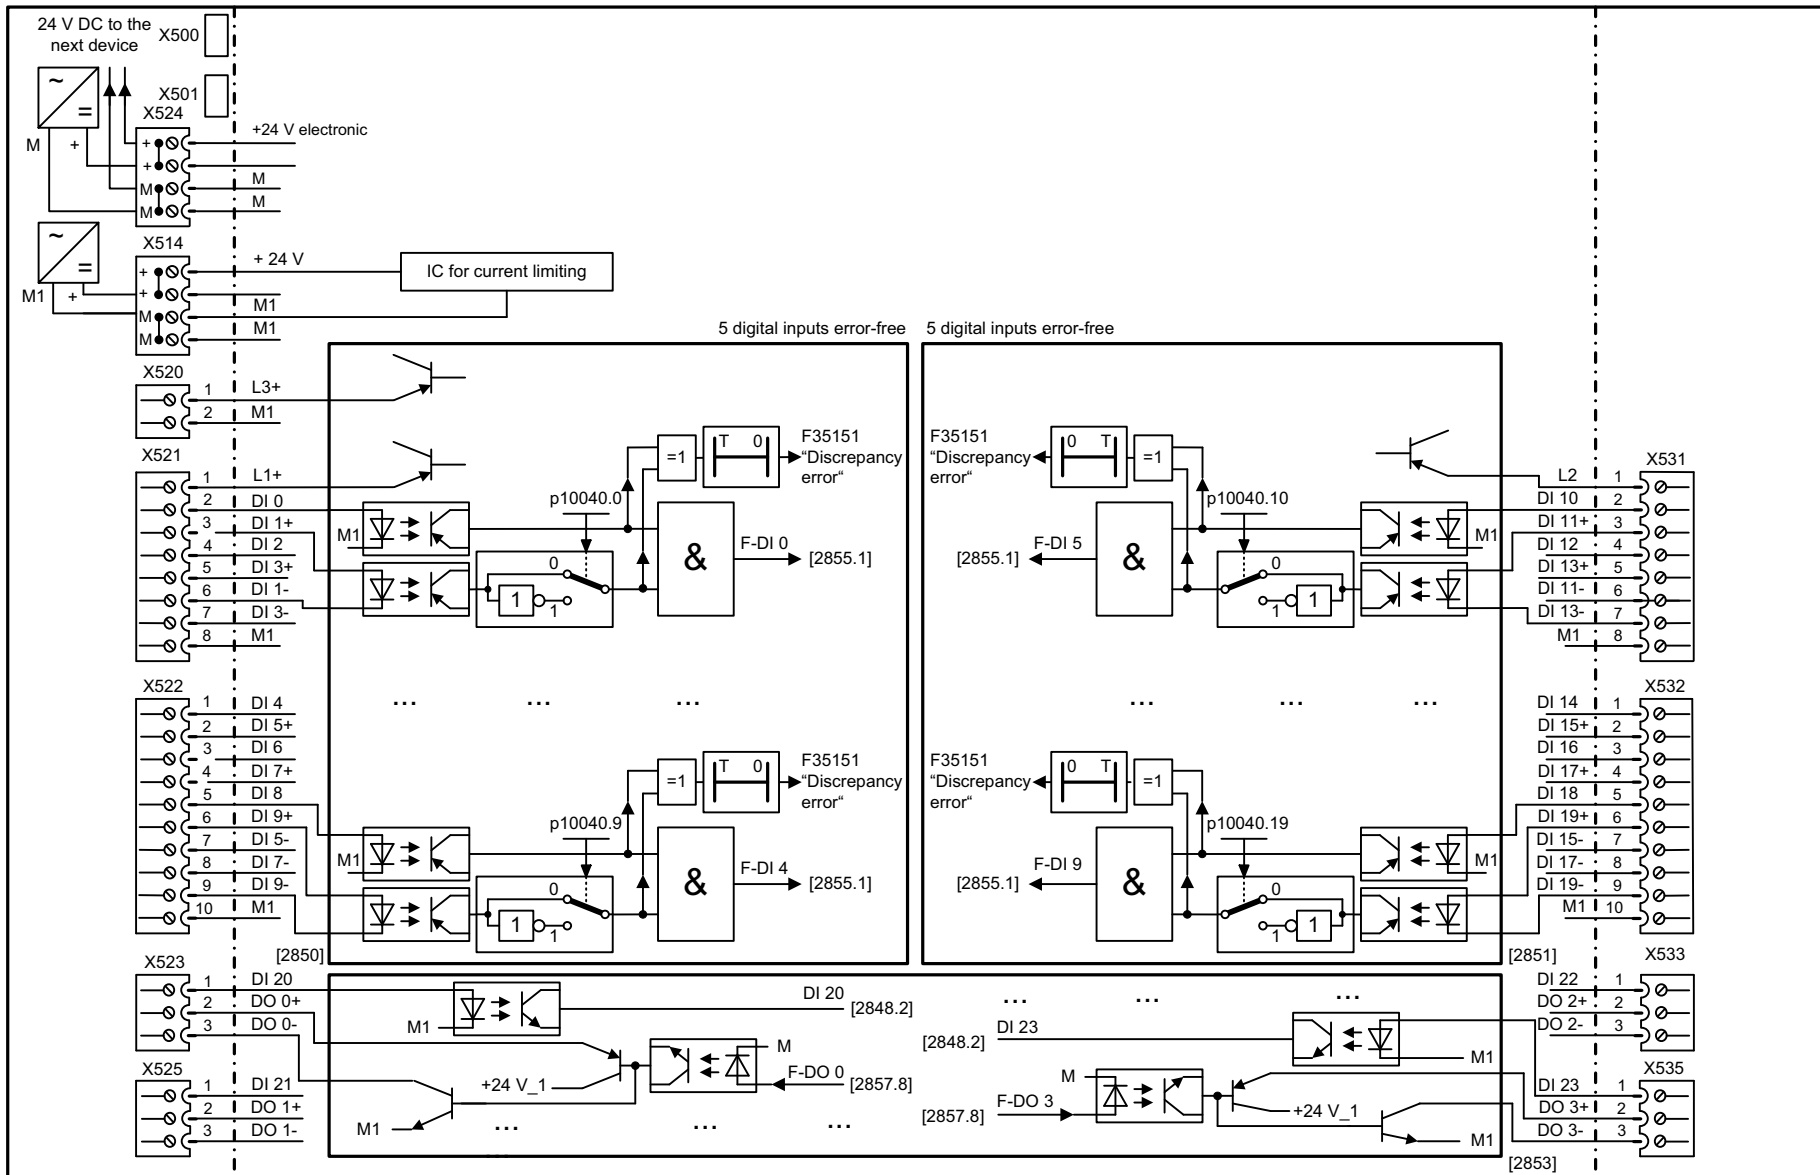 24 V DC to the
next device
X500
X501
~
=
M
+
X524
+
+
M
M
+24 V electronic
M
M
~
=
M1
+
X514
+
+
M
M
+ 24 V
M1
M1
IC for current limiting
X520
1 L3+
2 M1
X521
1 L1+
2 DI 0
3 DI 1+
4 DI 2
5 DI 3+
6 DI 1-
7 DI 3-
8 M1
X522
1 DI 4
2 DI 5+
3 DI 6
4 DI 7+
5 DI 8
6 DI 9+
7 DI 5-
8 DI 7-
9 DI 9-
10 M1
X523
1 DI 20
2 DO 0+
3 DO 0-
X525
1 DI 21
2 DO 1+
3 DO 1-
5 digital inputs error-free
M1
p10040.0
0
1
1
=1
T 0
F35151
“Discrepancy
error“
&
F-DI 0
[2855.1]
... ... ...
M1
p10040.9
0
1
1
=1
T 0
F35151
“Discrepancy
error“
&
F-DI 4
[2855.1]
[2850]
5 digital inputs error-free
F35151
“Discrepancy
error“
0 T
=1
p10040.10
0
1
1
&
F-DI 5
[2855.1]
M1
... ... ...
F35151
“Discrepancy
error“
0 T
=1
p10040.19
0
1
1
&
F-DI 9
[2855.1]
M1
[2851]
M1
DI 20
[2848.2]
M
F-DO 0
[2857.8]
+24 V_1
M1
... ... ...
... ... ...
DI 23
[2848.2]
M1
M
F-DO 3
[2857.8]
+24 V_1
M1
[2853]
X531
L2 1
DI 10 2
DI 11+ 3
DI 12 4
DI 13+ 5
DI 11- 6
DI 13- 7
M1 8
X532
DI 14 1
DI 15+ 2
DI 16 3
DI 17+ 4
DI 18 5
DI 19+ 6
DI 15- 7
DI 17- 8
DI 19- 9
M1 10
X533
DI 22 1
DO 2+ 2
DO 2- 3
X535
DI 23 1
DO 3+ 2
DO 3- 3